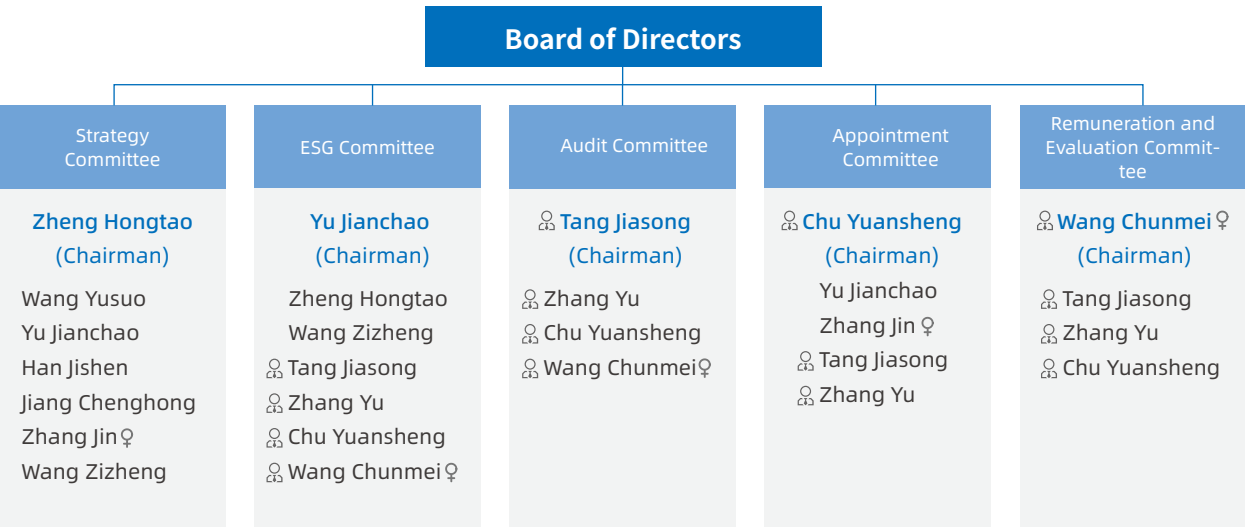 Board of Directors
Strategy
Committee
Zheng Hongtao
(Chairman)
Wang Yusuo
Yu Jianchao
Han Jishen
Jiang Chenghong
Zhang Jin♀
Wang Zizheng
ESG Committee
Yu Jianchao
(Chairman)
Zheng Hongtao
Wang Zizheng
Tang Jiasong
Zhang Yu
Chu Yuansheng
Wang Chunmei♀
Audit Committee
Tang Jiasong
(Chairman)
Zhang Yu
Chu Yuansheng
Wang Chunmei♀
Appointment
Committee
Chu Yuansheng
(Chairman)
Yu Jianchao
Zhang Jin♀
Tang Jiasong
Zhang Yu
Remuneration and
Evaluation Commit-
tee
Wang Chunmei♀
(Chairman)
Tang Jiasong
Zhang Yu
Chu Yuansheng